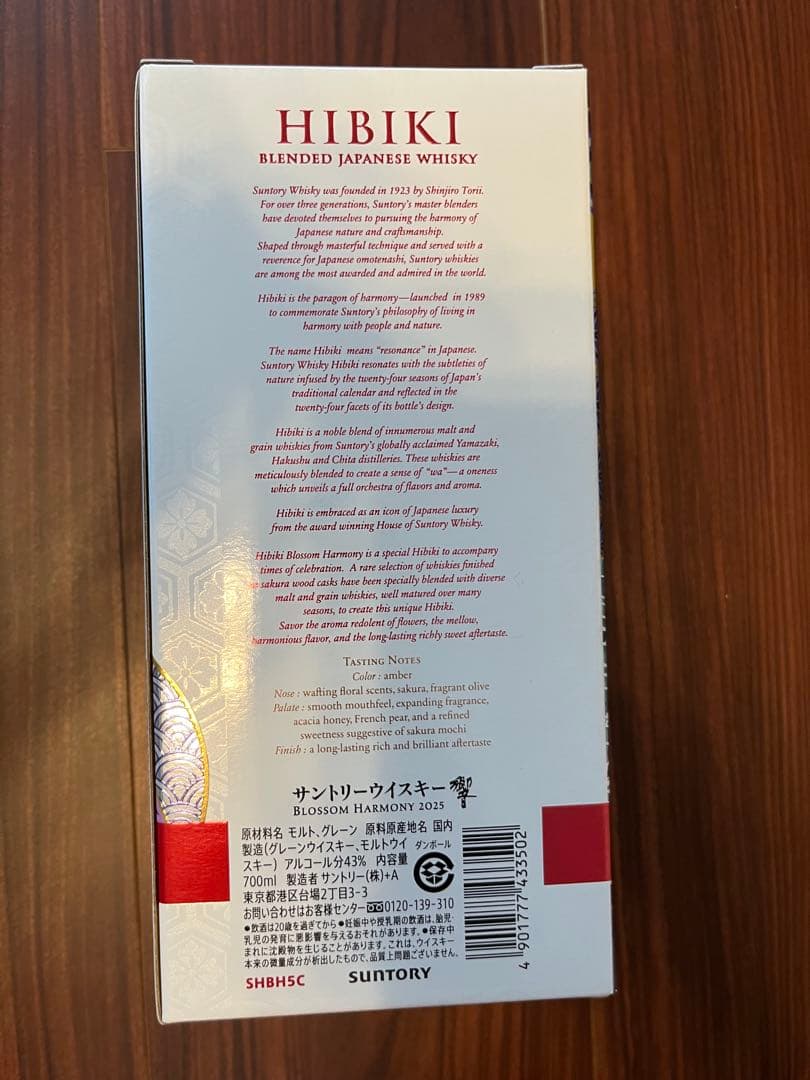 HIBIKI
BLENDED JAPANESE WHISKY
Suntory Whisky was founded in 1923 by Shinjiro Torii.
For over three generations, Suntory's master blenders
have devoted themselves to pursuing the harmony of
Japanese nature and craftsmanship.
Shaped through masterful technique and served with a
reverence for Japanese omotenashi, Suntory whiskies
are among the most awarded and admired in the world.
Hibiki is the paragon of harmony—launched in 1989
to commemorate Suntory's philosophy of living in
harmony with people and nature.
The name Hibiki means "resonance" in Japanese.
Suntory Whisky Hibiki resonates with the subtleties of
nature infused by the twenty-four seasons of Japan's
traditional calendar and reflected in the
twenty-four facets of its bottle's design.
Hibiki is a noble blend of innumerous malt and
grain whiskies from Suntory's globally acclaimed Yamazaki,
Hakushu and Chita distilleries. These whiskies are
meticulously blended to create a sense of "wa"—a oneness
which unveils a full orchestra of flavors and aroma.
Hibiki is embraced as an icon of Japanese luxury
from the award winning House of Suntory Whisky.
Hibiki Blossom Harmony is a special Hibiki to accompany
times of celebration. A rare selection of whiskies finished
sakura wood casks have been specially blended with diverse
malt and grain whiskies, well matured over many
seasons, to create this unique Hibiki.
Savor the aroma redolent of flowers, the mellow,
harmonious flavor, and the long-lasting richly sweet aftertaste.
TASTING NOTES
Color : amber
Nose : wafting floral scents, sakura, fragrant olive
Palate : smooth mouthfeel, expanding fragrance,
acacia honey, French pear, and a refined
sweetness suggestive of sakura mochi
Finish : a long-lasting rich and brilliant aftertaste
サントリーウイスキー 響
BLOSSOM HARMONY 2025
原材料名 モルト、グレーン 原料原産地名 国内
製造(グレーンウイスキー、モルトウイ
スキー) アルコール分43% 内容量
700ml 製造者 サントリー(株)+A
東京都港区台場2丁目3-3
お問い合わせはお客様センター 0120-139-310
●飲酒は20歳を過ぎてから●妊娠中や授乳期の飲酒は、胎児・
乳児の発育に悪影響を与えるおそれがあります。●保存中
まれに沈殿物を生じることがあります。これは、ウイスキー
本来の微量成分が析出したもので、品質上問題ございません。
SHBH5C
SUNTORY
ダンボール
4 901777 433502